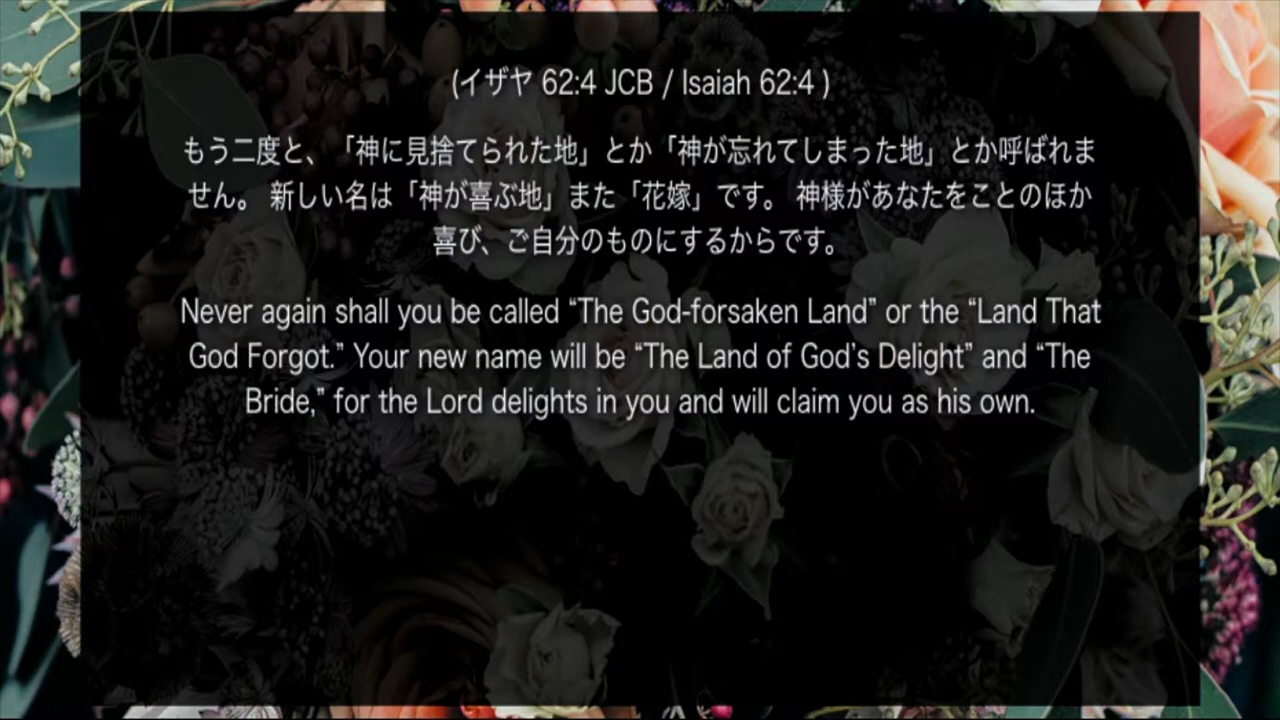 (イザヤ 62:4 JCB / Isaiah 62:4 )
もう二度と、「神に見捨てられた地」とか「神が忘れてしまった地」とか呼ばれま
せん。 新しい名は「神が喜ぶ地」また「花嫁」です。 神様があなたをことのほか
喜び、ご自分のものにするからです。
Never again shall you be called “The God-forsaken Land” or the “Land That
God Forgot.” Your new name will be “The Land of God’s Delight” and “The
Bride,” for the Lord delights in you and will claim you as his own.